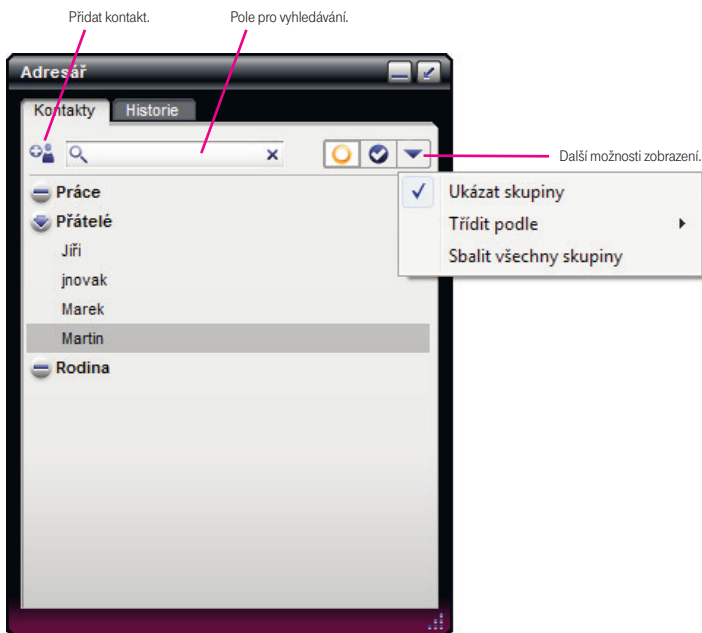 Přidat kontakt.
Pole pro vyhledávání.
Adresář
Kontakty
Historie
Další možnosti zobrazení.
Práce
Přátelé
Jiří
jnovak
Marek
Martin
Rodina
Ukázat skupiny
Třídit podle
Sbalit všechny skupiny